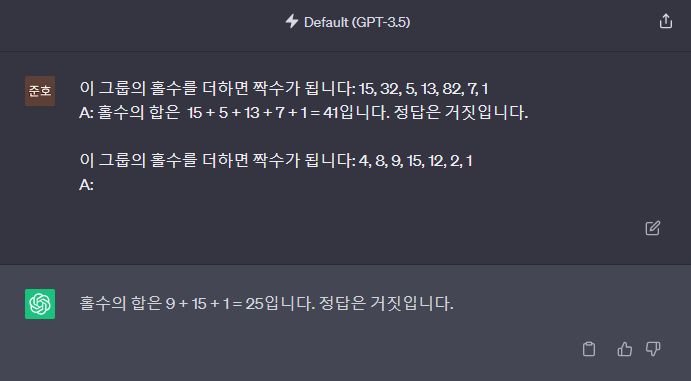 Default (GPT-3.5)
준호
이 그룹의 홀수를 더하면 짝수가 됩니다: 15, 32, 5, 13, 82, 7, 1
A: 홀수의 합은 15 + 5 + 13 + 7 + 1 = 41입니다. 정답은 거짓입니다.
이 그룹의 홀수를 더하면 짝수가 됩니다: 4, 8, 9, 15, 12, 2, 1
A:
홀수의 합은 9 + 15 + 1 = 25입니다. 정답은 거짓입니다.